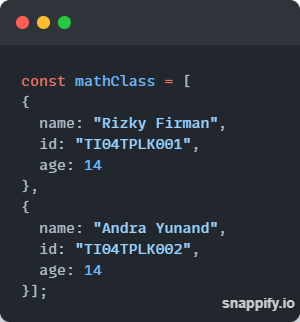 const mathClass = [
{
  name: "Rizky Firman",
  id: "TI04TPLK001",
  age: 14
},
{
  name: "Andra Yunand",
  id: "TI04TPLK002",
  age: 14
}];
snappify.io